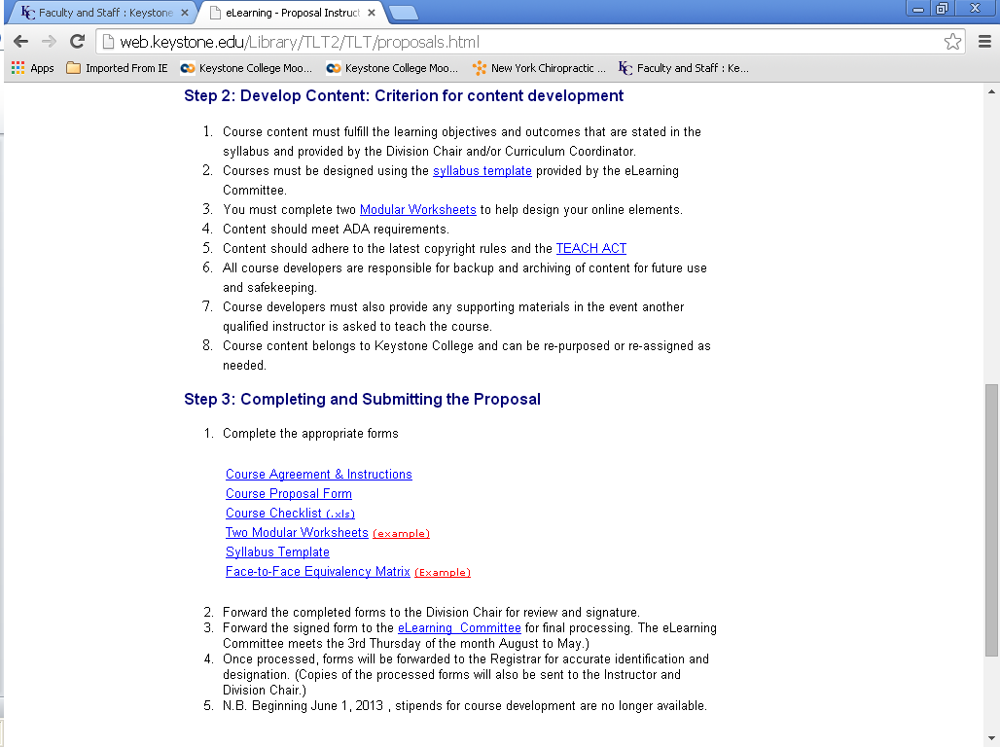 Faculty and Staff : Keystone
eLearning - Proposal Instruct
web.keystone.edu/Library/TLT2/TLT/proposals.html
Apps Imported From IE Keystone College Moo... Keystone College Moo... New York Chiropractic ... Faculty and Staff : Ke...
Step 2: Develop Content: Criterion for content development
1. Course content must fulfill the learning objectives and outcomes that are stated in the
syllabus and provided by the Division Chair and/or Curriculum Coordinator.
2. Courses must be designed using the syllabus template provided by the eLearning
Committee.
3. You must complete two Modular Worksheets to help design your online elements.
4. Content should meet ADA requirements.
5. Content should adhere to the latest copyright rules and the TEACH ACT
6. All course developers are responsible for backup and archiving of content for future use
and safekeeping.
7. Course developers must also provide any supporting materials in the event another
qualified instructor is asked to teach the course.
8. Course content belongs to Keystone College and can be re-purposed or re-assigned as
needed.
Step 3: Completing and Submitting the Proposal
1. Complete the appropriate forms
Course Agreement & Instructions
Course Proposal Form
Course Checklist (.xls)
Two Modular Worksheets (example)
Syllabus Template
Face-to-Face Equivalency Matrix (Example)
2. Forward the completed forms to the Division Chair for review and signature.
3. Forward the signed form to the eLearning Committee for final processing. The eLearning
Committee meets the 3rd Thursday of the month August to May.)
4. Once processed, forms will be forwarded to the Registrar for accurate identification and
designation. (Copies of the processed forms will also be sent to the Instructor and
Division Chair.)
5. N.B. Beginning June 1, 2013 , stipends for course development are no longer available.